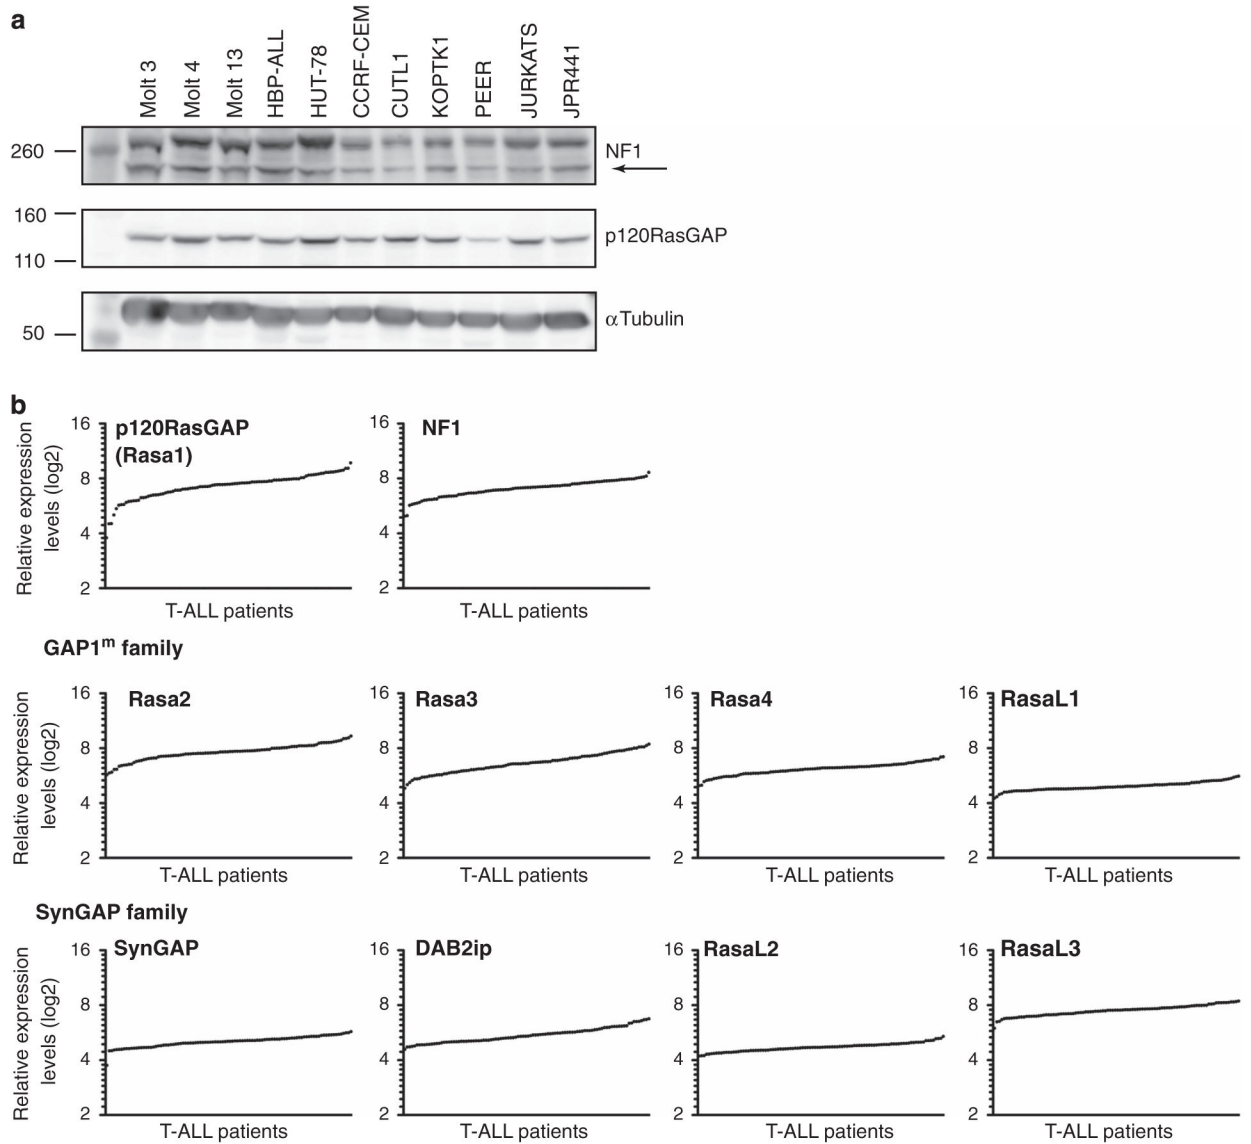 a
Molt 3
Molt 4
Molt 13
HBP-ALL
HUT-78
CCRF-CEM
CUTL1
KOPTK1
PEER
JURKATS
JPR441
260
NF1
160
p120RasGAP
110
αTubulin
50
b
16
8
4
2
Relative expression
levels (log2)
p120RasGAP
(Rasa1)
T-ALL patients
16
8
4
2
NF1
T-ALL patients
GAP1m family
16
8
4
2
Relative expression
levels (log2)
Rasa2
T-ALL patients
16
8
4
2
Rasa3
T-ALL patients
16
8
4
2
Rasa4
T-ALL patients
16
8
4
2
RasaL1
T-ALL patients
SynGAP family
16
8
4
2
Relative expression
levels (log2)
SynGAP
T-ALL patients
16
8
4
2
DAB2ip
T-ALL patients
16
8
4
2
RasaL2
T-ALL patients
16
8
4
2
RasaL3
T-ALL patients